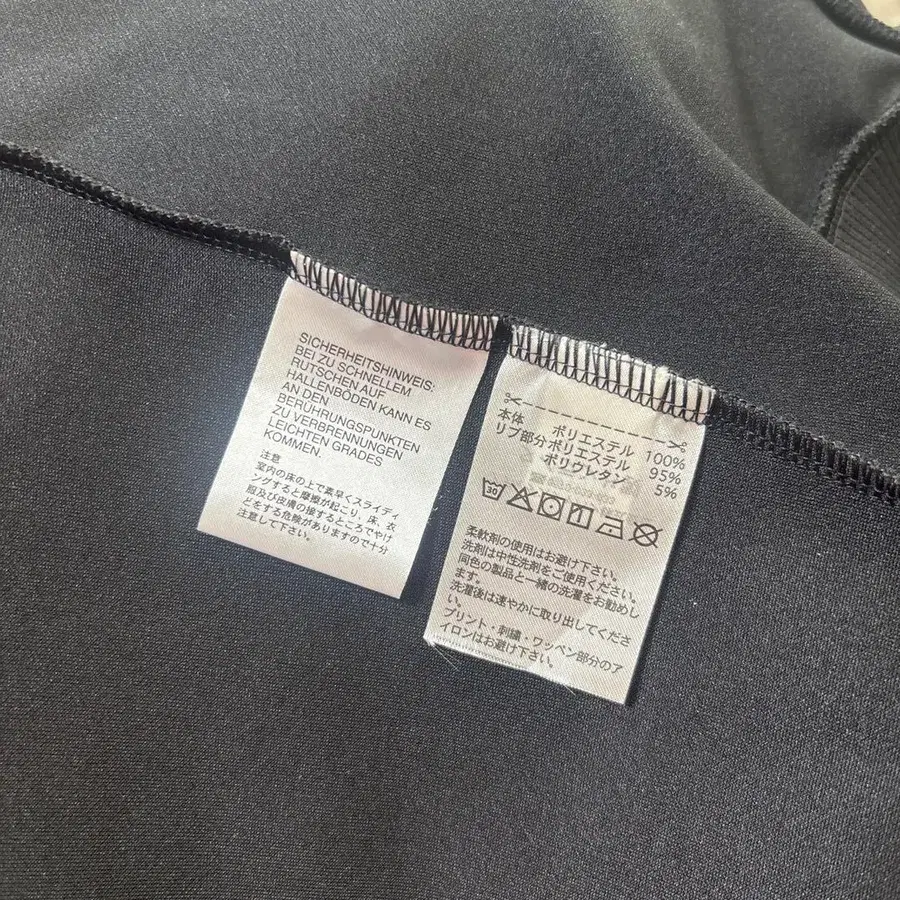 SICHERHEITSHINWEIS:
BEI ZU SCHNELLEM
RUTSCHEN AUF
HALLENBÖDEN KANN ES
AN DEN
BERÜHRUNGSPUNKTEN
ZU VERBRENNUNGEN
LEICHTEN GRADES
KOMMEN.
注意
室内の床の上で素早くスライディ
ングすると摩擦が起こり、床、衣
服及び皮膚の接するところでやけ
どをする危険がありますので十分
注意して下さい。
本体 ポリエステル 100%
リブ部分 ポリエステル 95%
ポリウレタン 5%
30
柔軟剤の使用はお避け下さい。
洗剤は中性洗剤をご使用ください。
同色の製品と一緒の洗濯をお勧めし
ます。
洗濯後は速やかに取り出してくださ
い。
プリント・刺繍・ワッペン部分のア
イロンはお避け下さい。